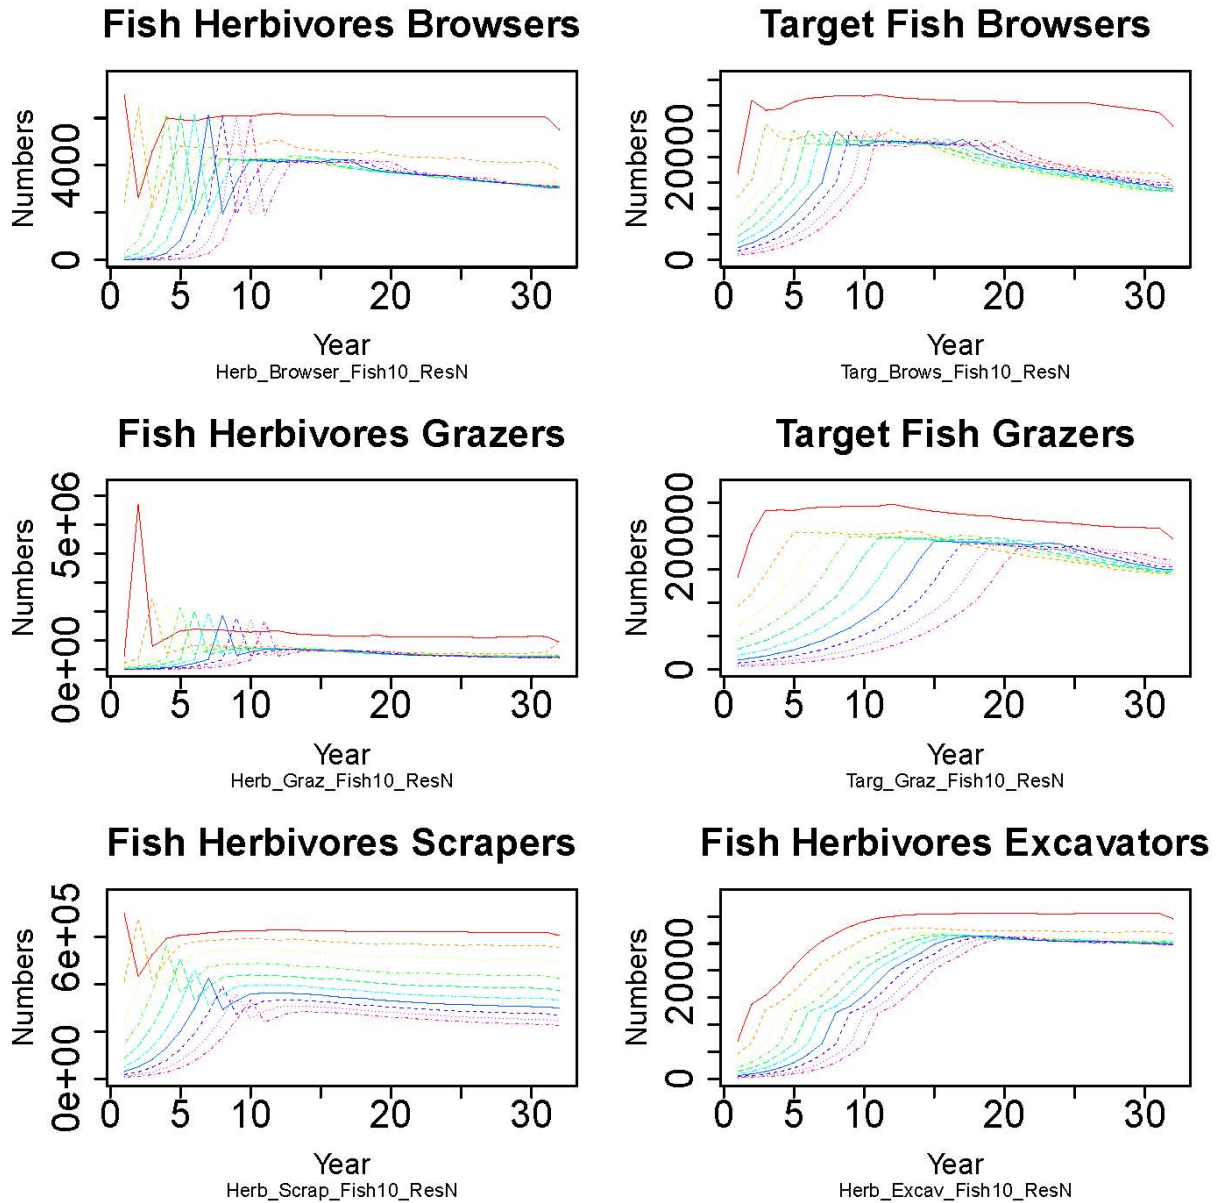 Fish Herbivores Browsers
Numbers
4000
0
0 5 10 20 30
Year
Herb_Browser_Fish10_ResN
Target Fish Browsers
Numbers
0
0 5 10 20 30
Year
Targ_Brows_Fish10_ResN
Fish Herbivores Grazers
Numbers
5e+06
0e+00
0 5 10 20 30
Year
Herb_Graz_Fish10_ResN
Target Fish Grazers
Numbers
0
0 5 10 20 30
Year
Targ_Graz_Fish10_ResN
Fish Herbivores Scrapers
Numbers
6e+05
0e+00
0 5 10 20 30
Year
Herb_Scrap_Fish10_ResN
Fish Herbivores Excavators
Numbers
0
0 5 10 20 30
Year
Herb_Excav_Fish10_ResN